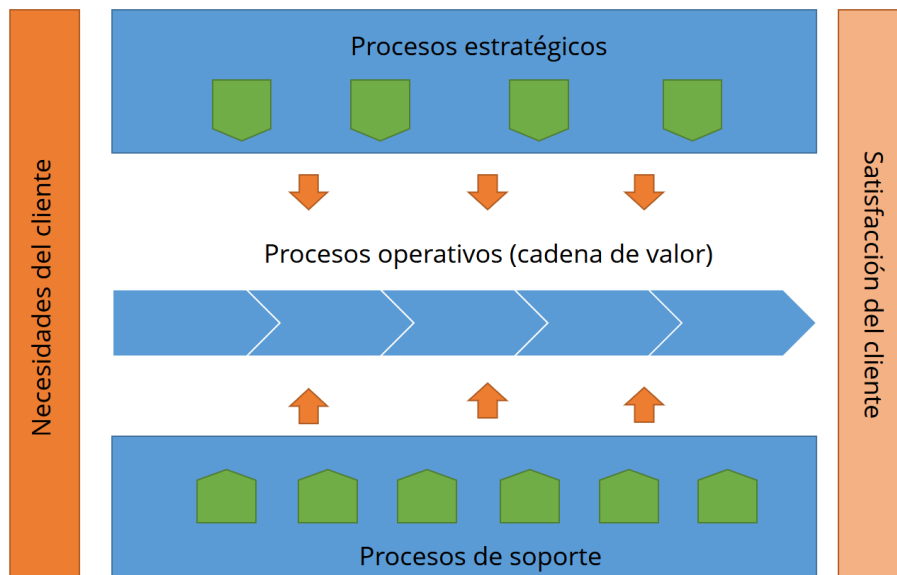 Procesos estratégicos
Necesidades del cliente
Procesos operativos (cadena de valor)
Satisfacción del cliente
Procesos de soporte